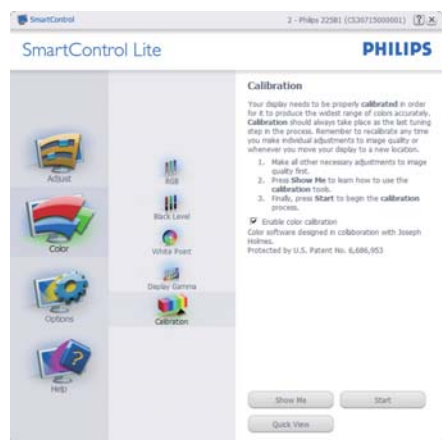 SmartControl
2 - Philips 225B1 (CS30715000001)
SmartControl Lite
PHILIPS
Adjust
Color
Options
Help
RGB
Black Level
White Point
Display Gamma
Calibration
Calibration
Your display needs to be properly calibrated in order
for it to produce the widest range of colors accurately.
Calibration should always take place as the last tuning
step in the process. Remember to recalibrate any time
you make individual adjustments to image quality or
whenever you move your display to a new location.
1. Make all other necessary adjustments to image
quality first.
2. Press Show Me to learn how to use the
calibration tools.
3. Finally, press Start to begin the calibration
process.
Enable color calibration
Color software designed in collaboration with Joseph
Holmes.
Protected by U.S. Patent No. 6,686,953
Show Me
Start
Quick View